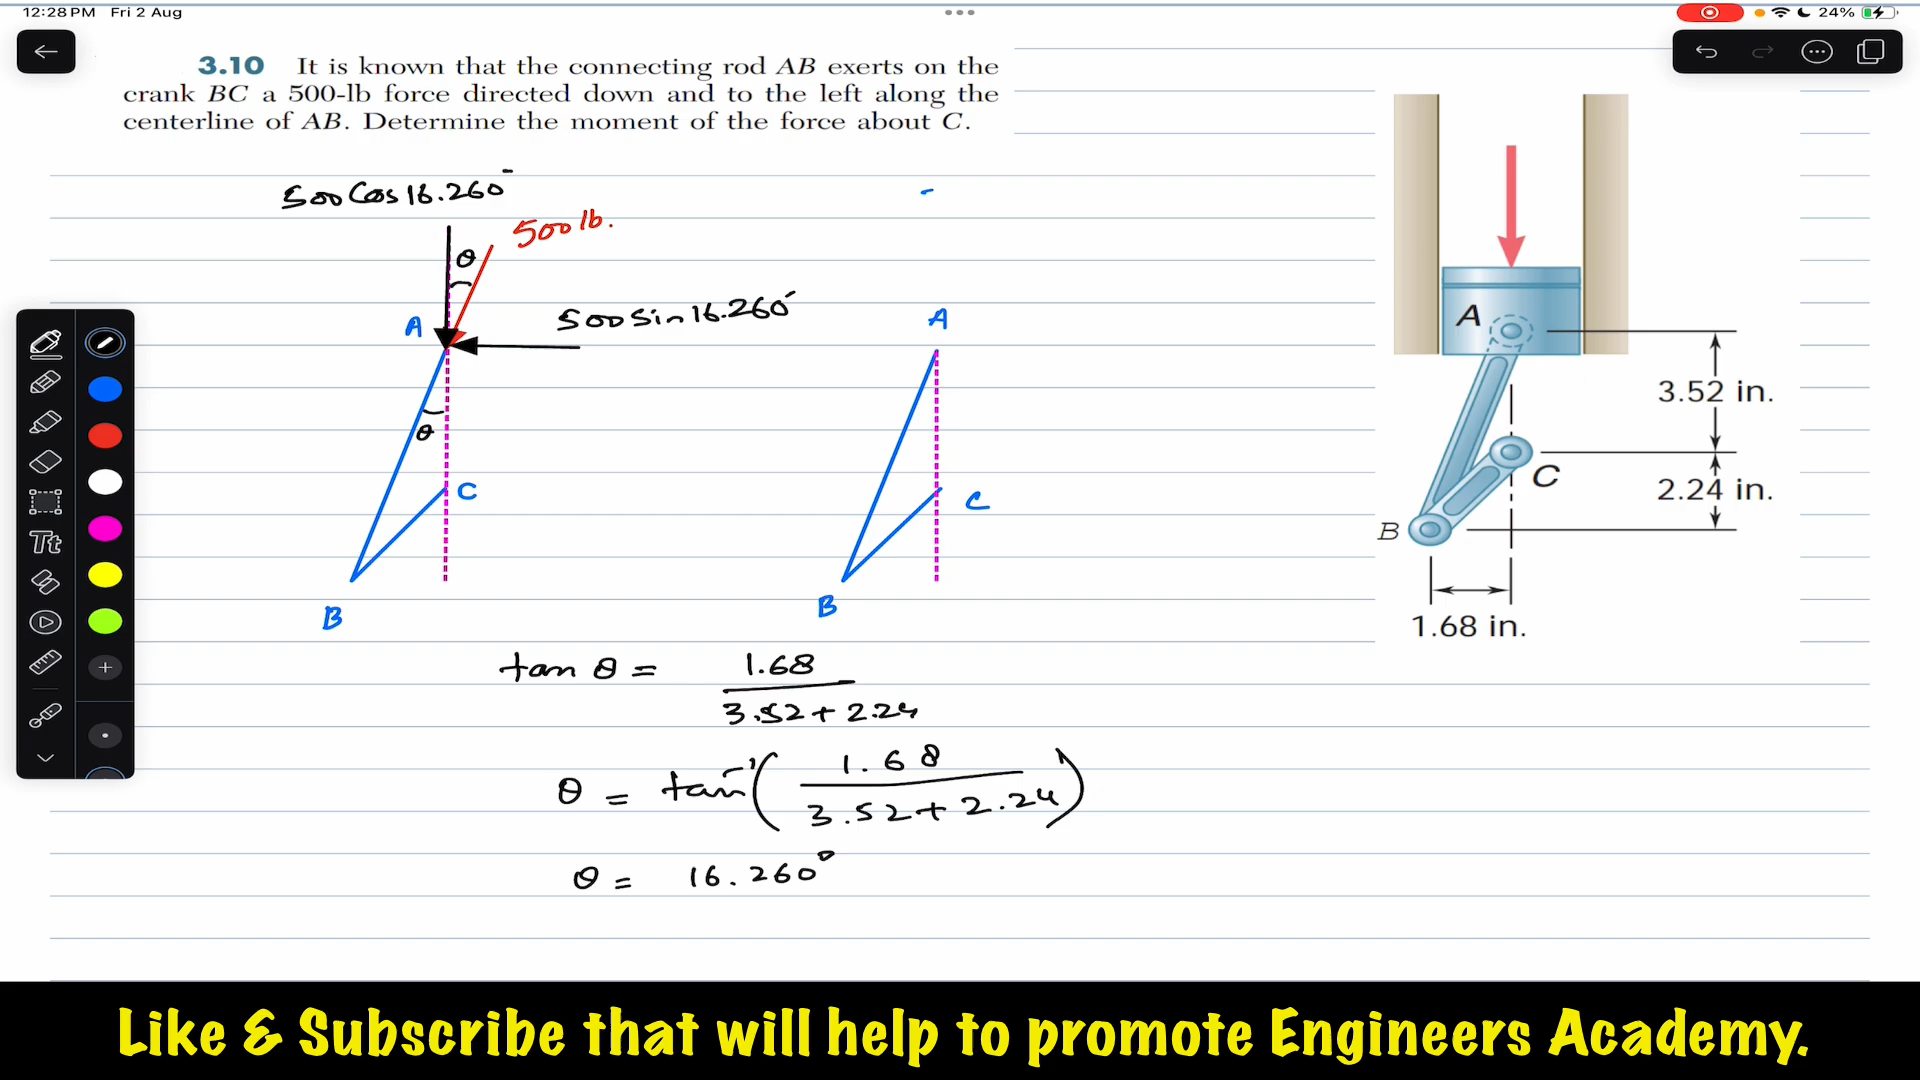 12:28 PM Fri 2 Aug
24%
3.10 It is known that the connecting rod AB exerts on the
crank BC a 500-lb force directed down and to the left along the
centerline of AB. Determine the moment of the force about C.
500 Cos 16.260°
500 lb.
θ
500 sin 16.260°
A
θ
C
B
A
C
B
A
3.52 in.
C
2.24 in.
B
1.68 in.
Tt
tan θ = 1.68
3.52 + 2.24
θ = tan⁻¹( 1.68
3.52 + 2.24 )
θ = 16.260°
Like & Subscribe that will help to promote Engineers Academy.